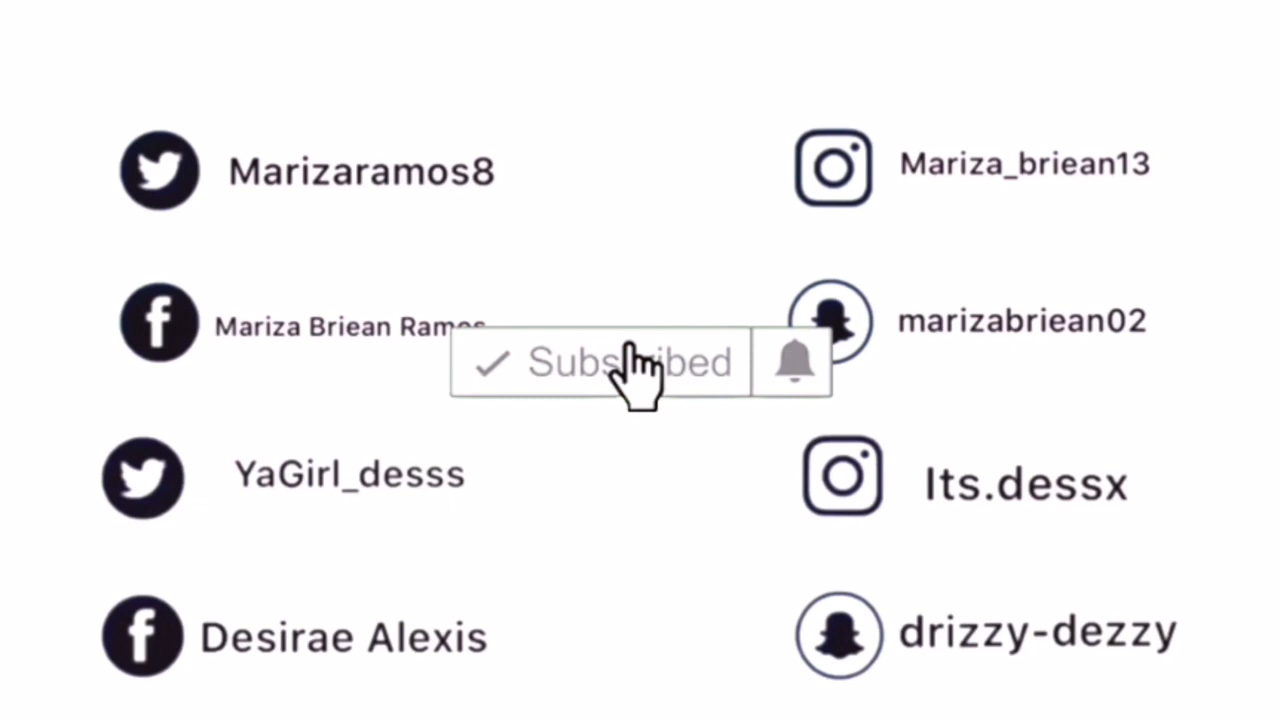 Marizaramos8
Mariza_briean13
Mariza Briean Ramos
marizabriean02
Subscribed
YaGirl_desss
Its.dessx
Desirae Alexis
drizzy-dezzy